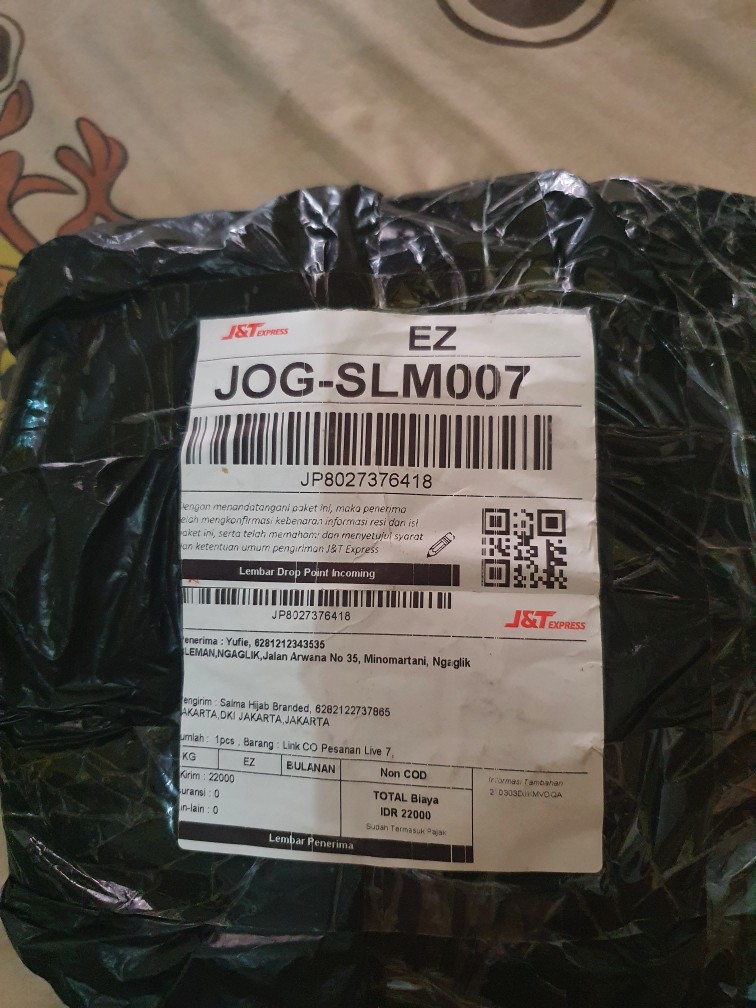 J&T EXPRESS
EZ
JOG-SLM007
JP8027376418
engan menandatangani paket ini, maka penerima
elah mengkonfirmasi kebenaran informasi resi dan isi
aket ini, serta telah memahami dan menyetujui syarat
an ketentuan umum pengiriman J&T Express
Lembar Drop Point Incoming
JP8027376418
J&T EXPRESS
enerima : Yufie, 6281212343535
LEMAN,NGAGLIK,Jalan Arwana No 35, Minomartani, Ngaglik
engirim : Salma Hijab Branded, 6282122737865
AKARTA,DKI JAKARTA,JAKARTA
umlah : 1pcs , Barang : Link CO Pesanan Live 7,
KG EZ BULANAN Non COD
Kirim : 22000
uransi : 0
n-lain : 0
TOTAL Biaya
IDR 22000
Sudah Termasuk Pajak
Informasi Tambahan
Lembar Penerima